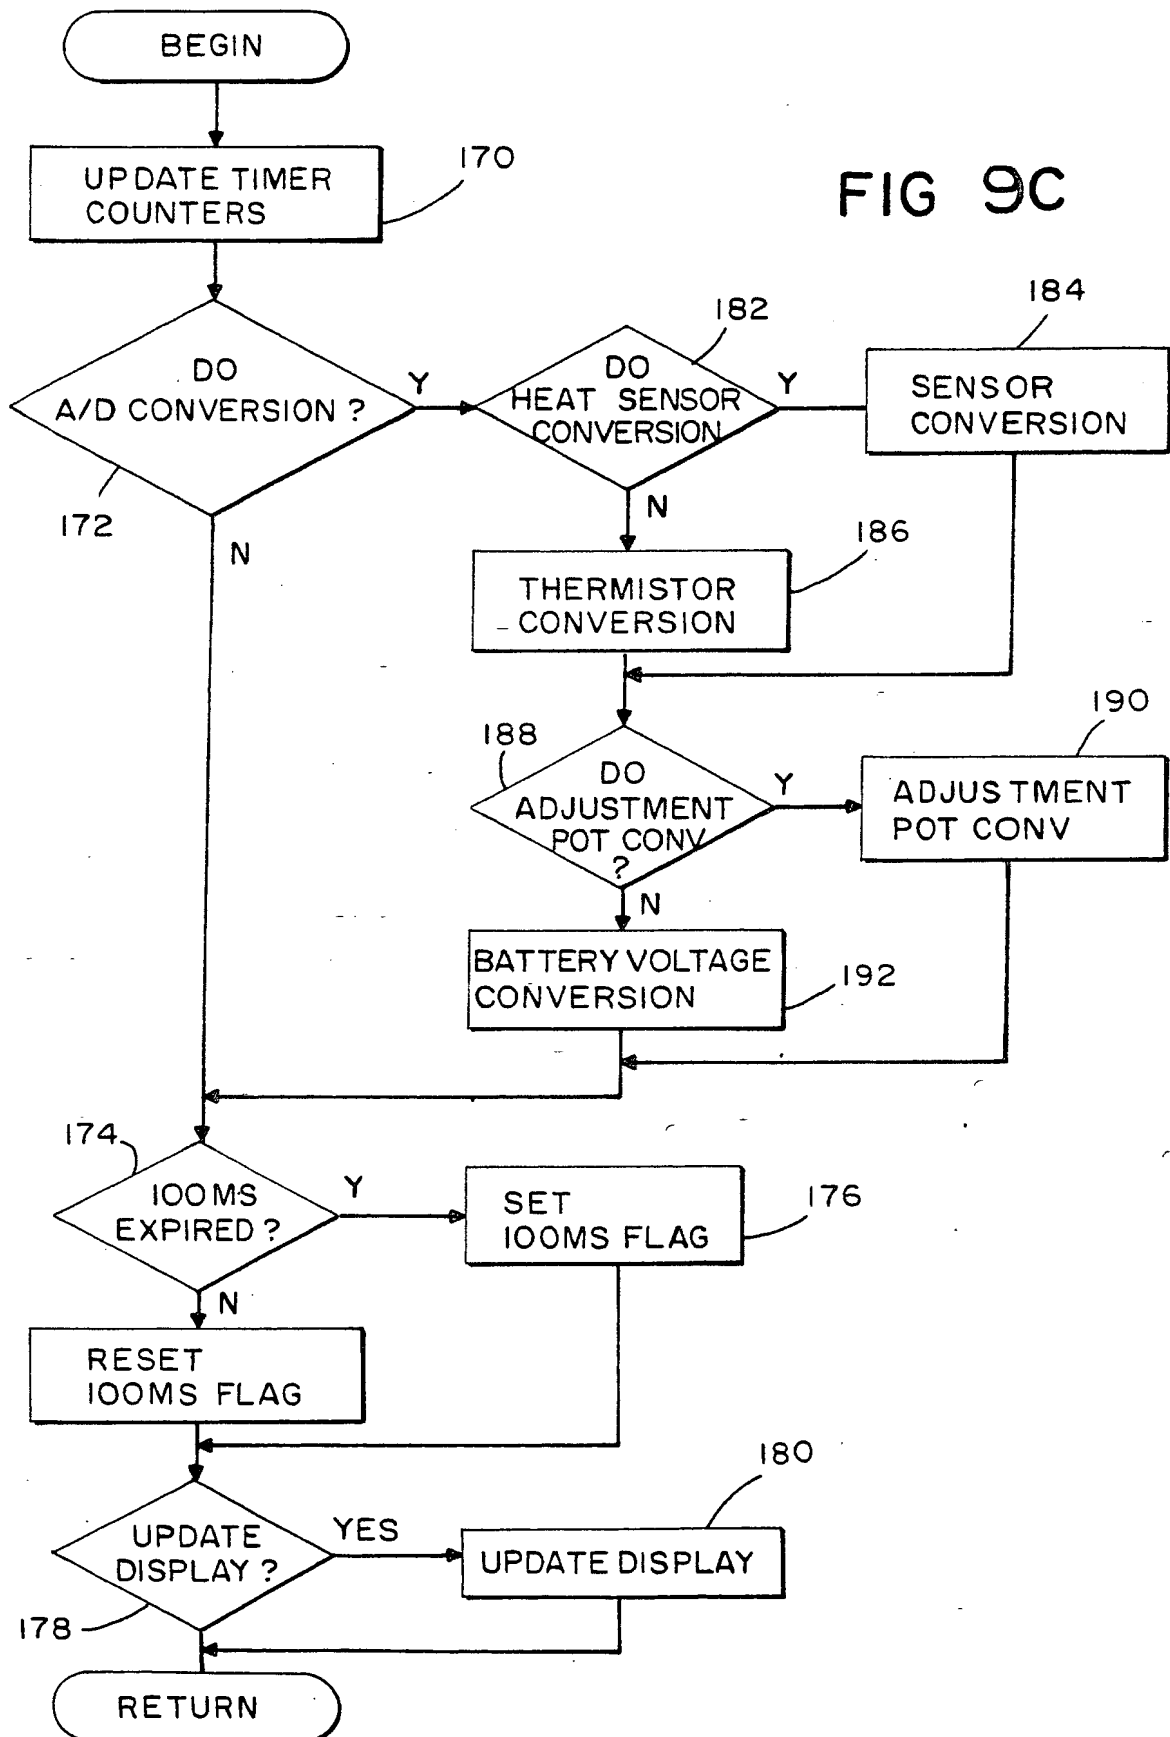 BEGIN
UPDATE TIMER
COUNTERS
170
FIG 9C
DO
A/D CONVERSION ?
Y
172
N
182
DO
HEAT SENSOR
CONVERSION
Y
184
SENSOR
CONVERSION
N
186
THERMISTOR
CONVERSION
188
DO
ADJUSTMENT
POT CONV
?
Y
190
ADJUSTMENT
POT CONV
N
BATTERY VOLTAGE
CONVERSION
192
174
100MS
EXPIRED ?
Y
SET
100MS FLAG
176
N
RESET
100MS FLAG
180
UPDATE
DISPLAY ?
YES
UPDATE DISPLAY
178
RETURN